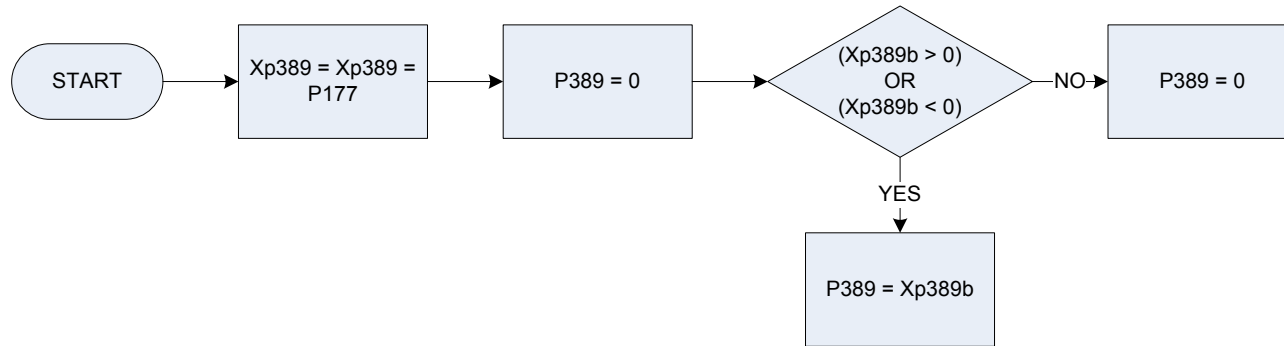 START
Xp389 = Xp389 =
P177
P389 = 0
(Xp389b > 0)
OR
(Xp389b < 0)
NO
P389 = 0
YES
P389 = Xp389b